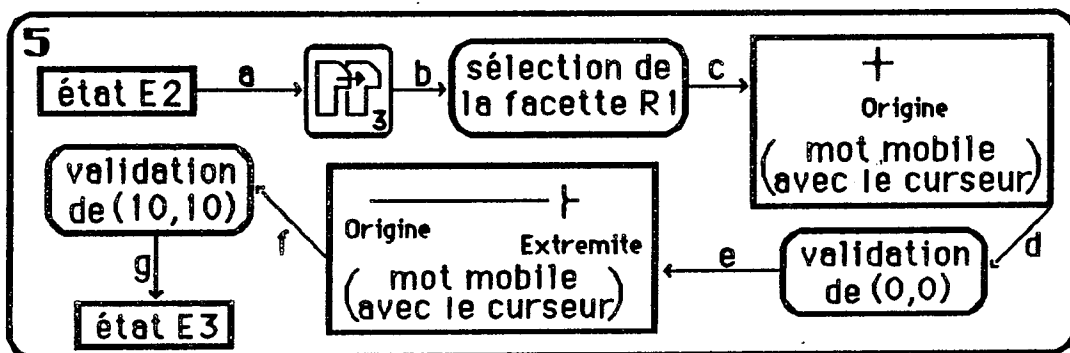 5
état E2
a
3
b
sélection de
la facette R1
c
Origine
(mot mobile
avec le curseur)
d
validation
de (0,0)
e
Origine
Extremite
(mot mobile
avec le curseur)
f
validation
de (10,10)
g
état E3